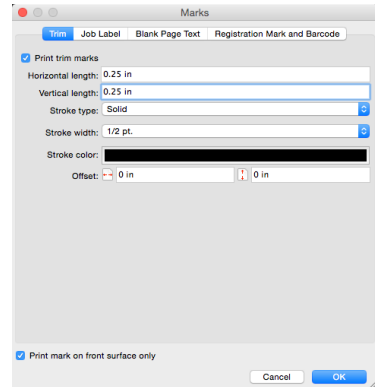 Marks
Trim Job Label Blank Page Text Registration Mark and Barcode
Print trim marks
Horizontal length: 0.25 in
Vertical length: 0.25 in
Stroke type: Solid
Stroke width: 1/2 pt.
Stroke color:
Offset: 0 in 0 in
Print mark on front surface only
Cancel OK